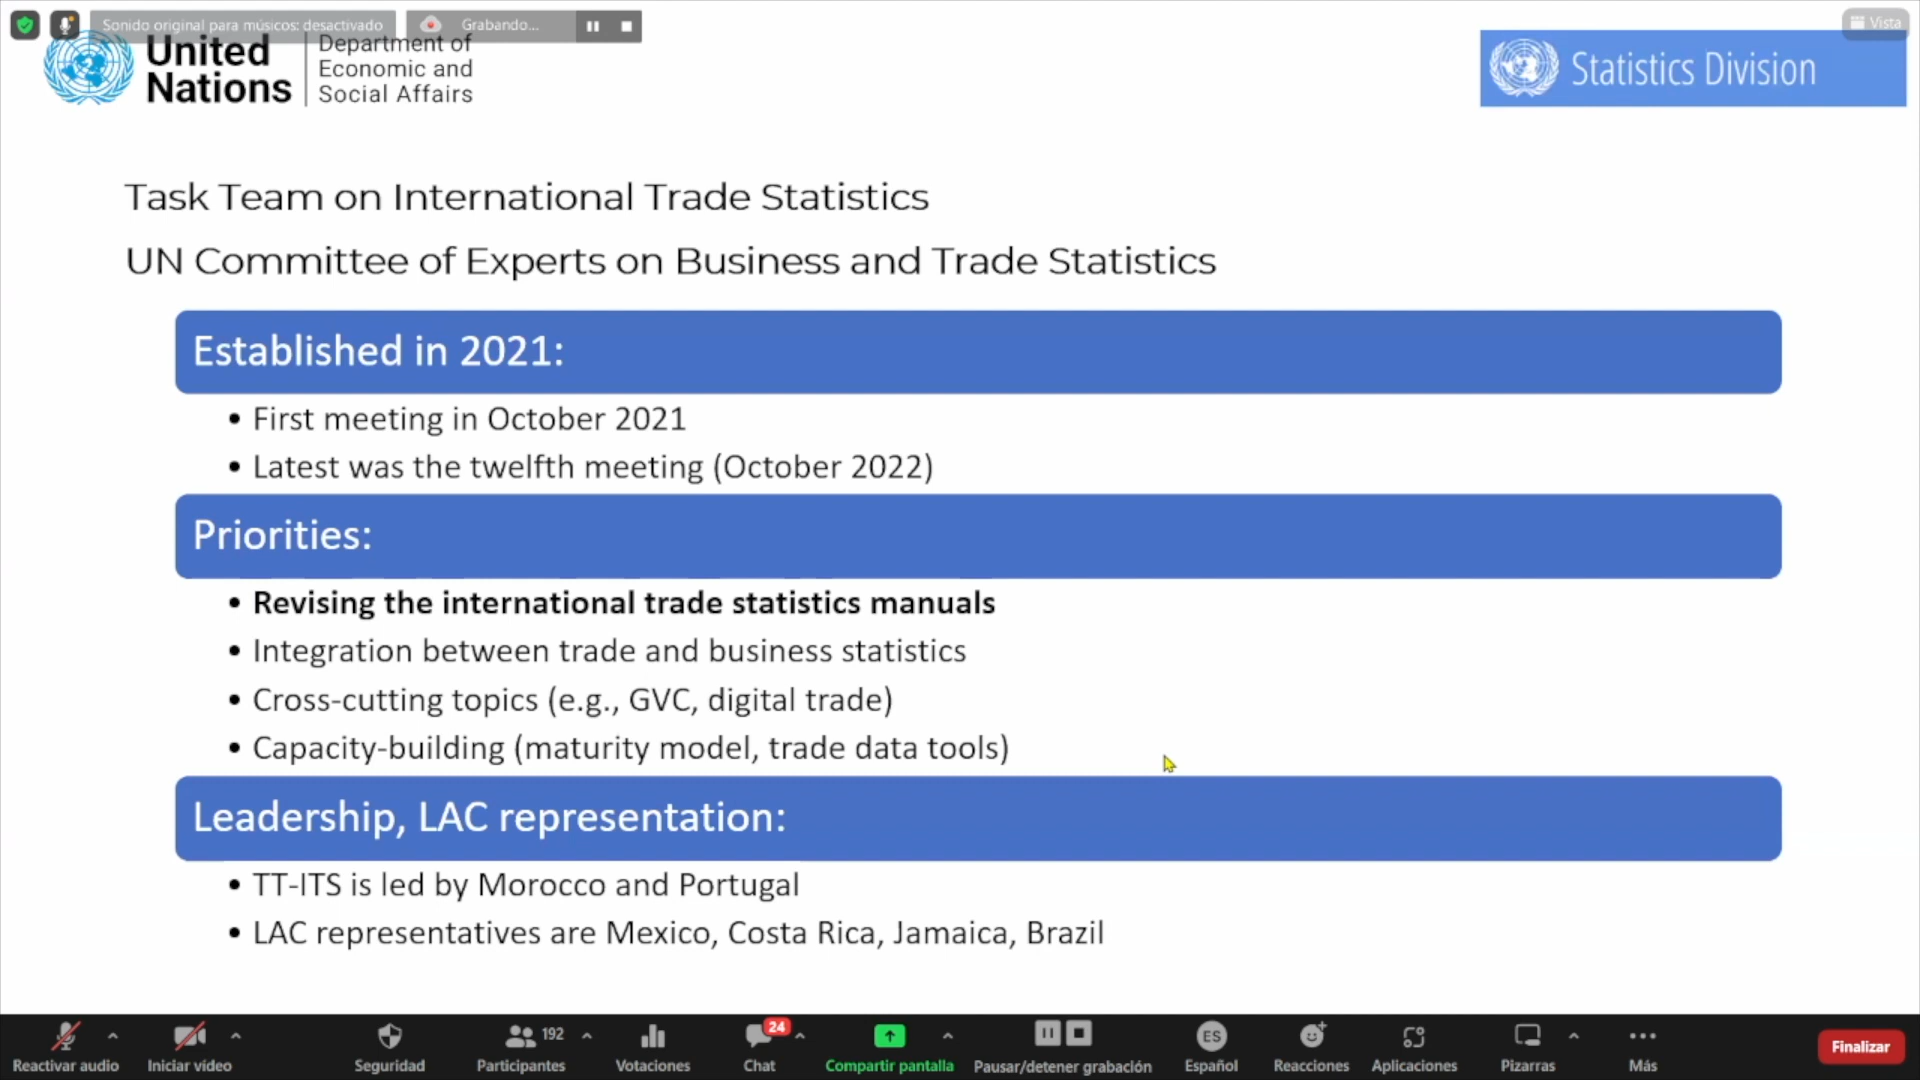 Sonido original para músicos: desactivado
Grabando...
Vista
United
Nations
Department of
Economic and
Social Affairs
Statistics Division
Task Team on International Trade Statistics
UN Committee of Experts on Business and Trade Statistics
Established in 2021:
• First meeting in October 2021
• Latest was the twelfth meeting (October 2022)
Priorities:
• Revising the international trade statistics manuals
• Integration between trade and business statistics
• Cross-cutting topics (e.g., GVC, digital trade)
• Capacity-building (maturity model, trade data tools)
Leadership, LAC representation:
• TT-ITS is led by Morocco and Portugal
• LAC representatives are Mexico, Costa Rica, Jamaica, Brazil
192
24
ES
Reactivar audio
Iniciar vídeo
Seguridad
Participantes
Votaciones
Chat
Compartir pantalla
Pausar/detener grabación
Español
Reacciones
Aplicaciones
Pizarras
Más
Finalizar